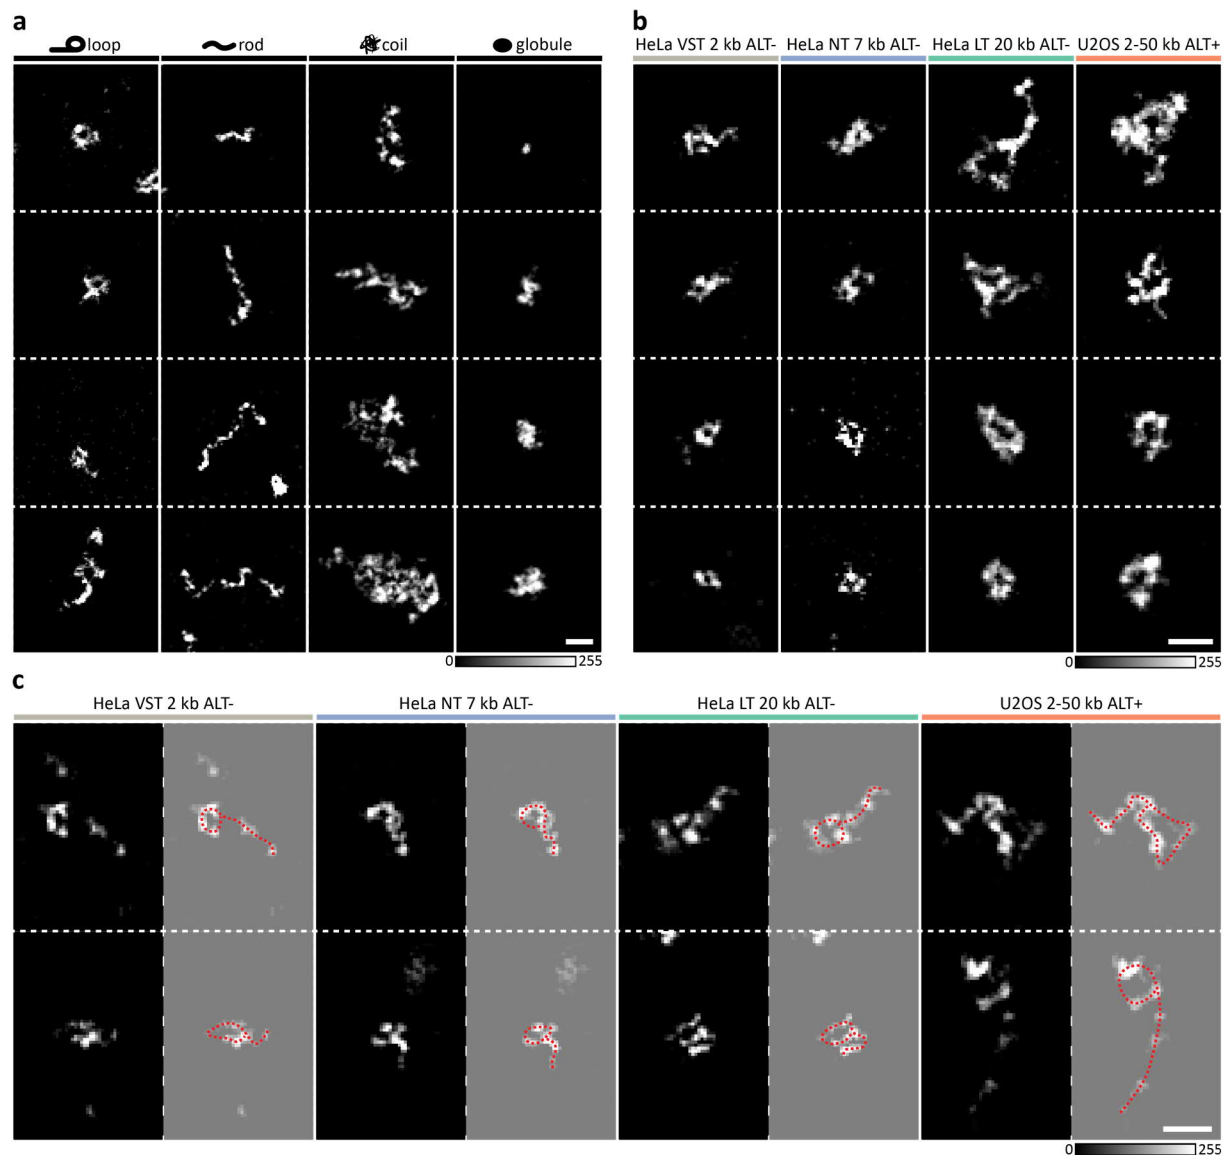 a
loop rod coil globule
0 255
b
HeLa VST 2 kb ALT- HeLa NT 7 kb ALT- HeLa LT 20 kb ALT- U2OS 2-50 kb ALT+
0 255
c
HeLa VST 2 kb ALT- HeLa NT 7 kb ALT- HeLa LT 20 kb ALT- U2OS 2-50 kb ALT+
0 255